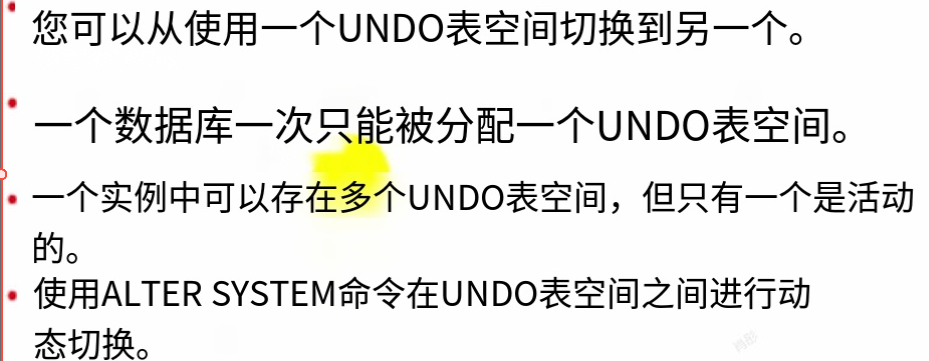 您可以从使用一个UNDO表空间切换到另一个。
一个数据库一次只能被分配一个UNDO表空间。
一个实例中可以存在多个UNDO表空间，但只有一个是活动
的。
使用ALTER SYSTEM命令在UNDO表空间之间进行动
态切换。